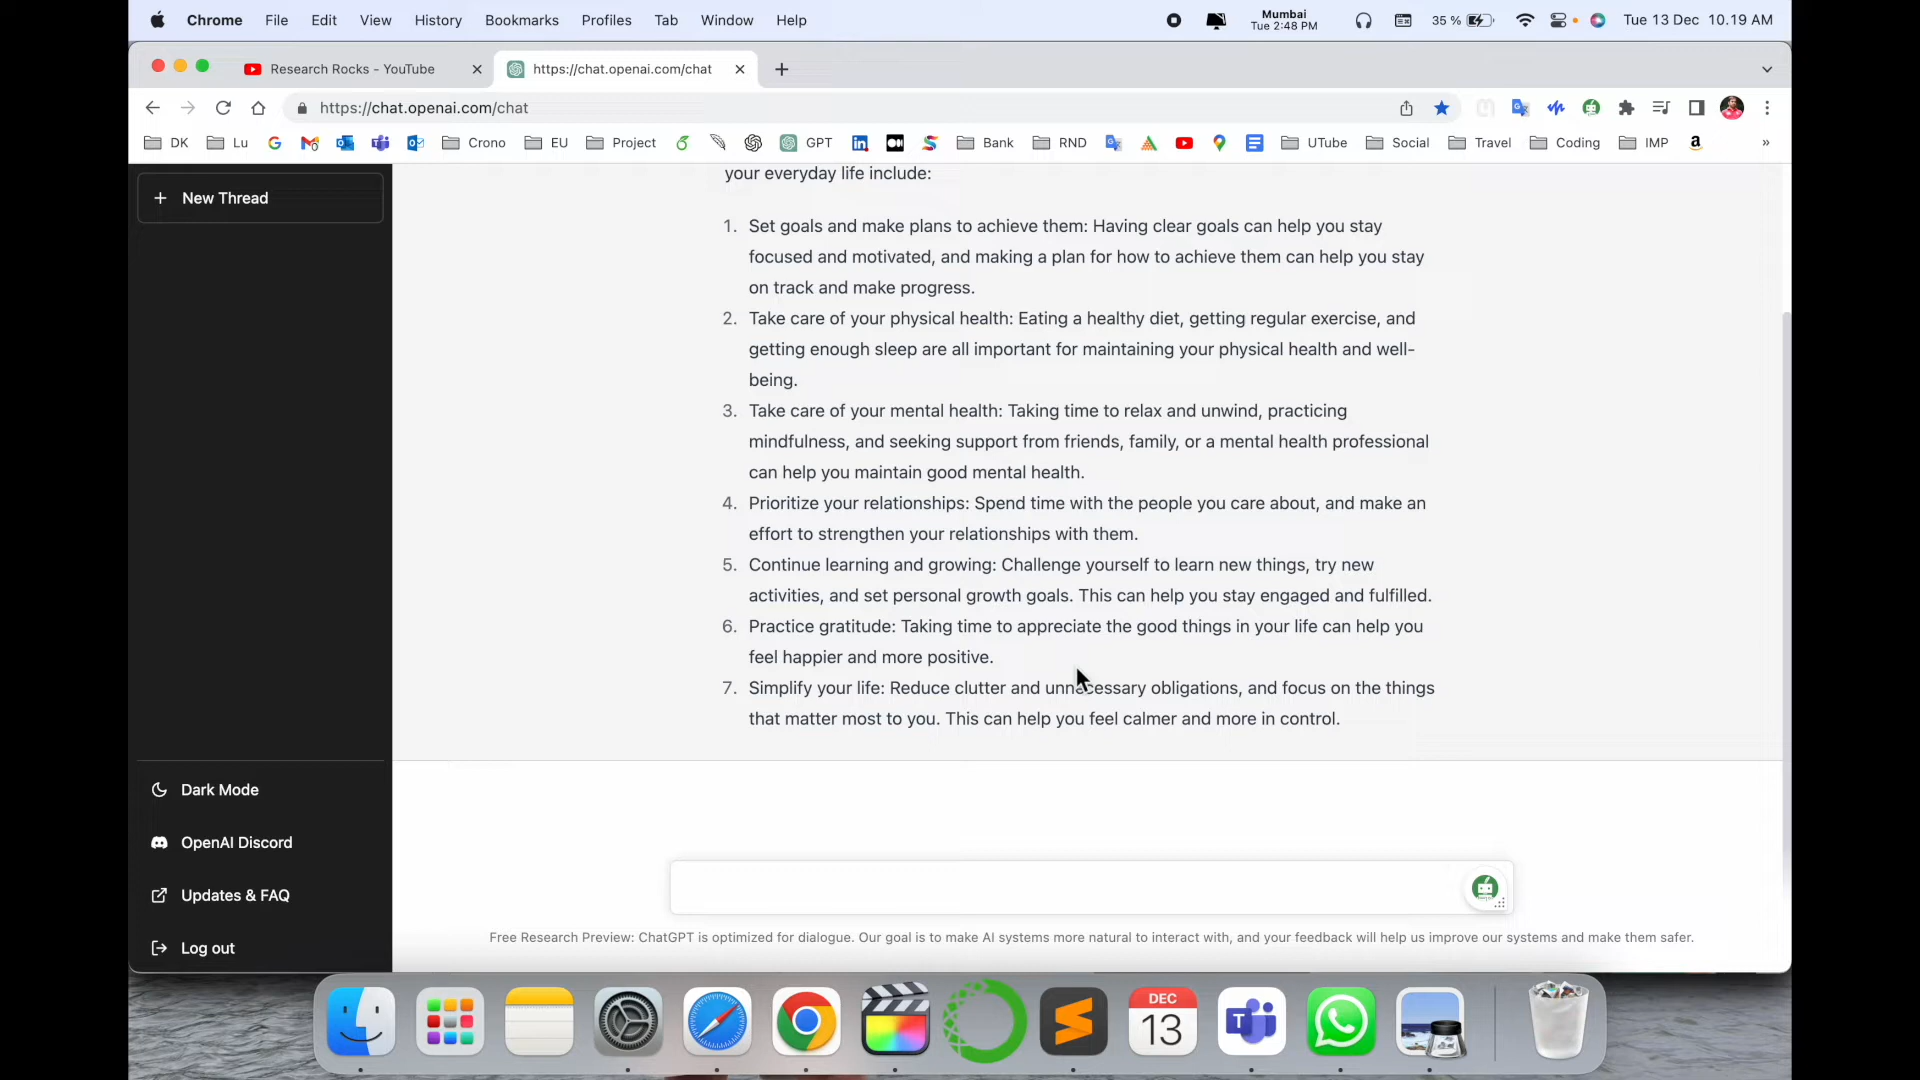 Chrome File Edit View History Bookmarks Profiles Tab Window Help Mumbai Tue 2:48 PM 35 % Tue 13 Dec 10.19 AM
Research Rocks - YouTube https://chat.openai.com/chat
https://chat.openai.com/chat
DK Lu Crono EU Project GPT Bank RND UTube Social Travel Coding IMP »
New Thread
your everyday life include:
1. Set goals and make plans to achieve them: Having clear goals can help you stay
focused and motivated, and making a plan for how to achieve them can help you stay
on track and make progress.
2. Take care of your physical health: Eating a healthy diet, getting regular exercise, and
getting enough sleep are all important for maintaining your physical health and well-
being.
3. Take care of your mental health: Taking time to relax and unwind, practicing
mindfulness, and seeking support from friends, family, or a mental health professional
can help you maintain good mental health.
4. Prioritize your relationships: Spend time with the people you care about, and make an
effort to strengthen your relationships with them.
5. Continue learning and growing: Challenge yourself to learn new things, try new
activities, and set personal growth goals. This can help you stay engaged and fulfilled.
6. Practice gratitude: Taking time to appreciate the good things in your life can help you
feel happier and more positive.
7. Simplify your life: Reduce clutter and unnecessary obligations, and focus on the things
that matter most to you. This can help you feel calmer and more in control.
Dark Mode
OpenAI Discord
Updates & FAQ
Log out
Free Research Preview: ChatGPT is optimized for dialogue. Our goal is to make AI systems more natural to interact with, and your feedback will help us improve our systems and make them safer.
DEC
13